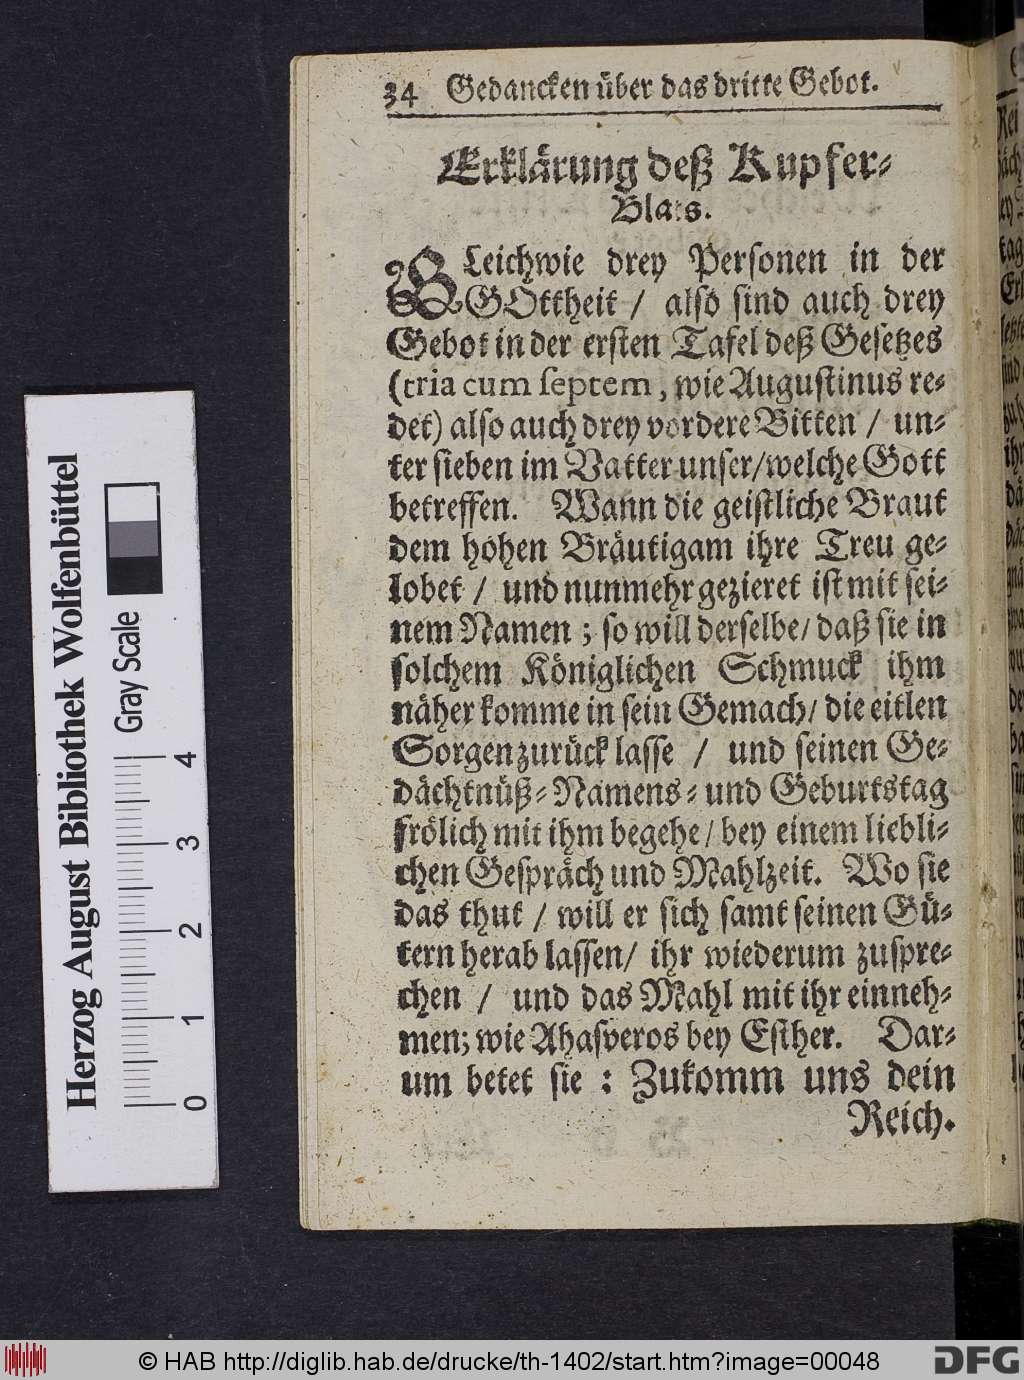 34 Gedancken über das dritte Gebot.
Erklärung deß Kupfer-
Blats.
GLeichwie drey Personen in der
GOttheit / also sind auch drey
Gebot in der ersten Tafel deß Gesetzes
(tria cum septem, wie Augustinus re-
det) also auch drey vordere Bitten / un-
ter sieben im Vatter unser/welche Gott
betreffen. Wann die geistliche Braut
dem hohen Bräutigam ihre Treu ge-
lobet / und nunmehr gezieret ist mit sei-
nem Namen ; so will derselbe/ daß sie in
solchem Königlichen Schmuck ihm
näher komme in sein Gemach/ die eitlen
Sorgen zurück lasse / und seinen Ge-
dächtnüß- Namens- und Geburtstag
frölich mit ihm begehe / bey einem liebli-
chen Gespräch und Mahlzeit. Wo sie
das thut / will er sich samt seinen Gü-
tern herab lassen/ ihr wiederum zuspre-
chen / und das Mahl mit ihr einneh-
men; wie Ahasveros bey Esther. Dar-
um betet sie : Zukomm uns dein
Reich.
Herzog August Bibliothek Wolfenbüttel
Gray Scale
0 1 2 3 4
© HAB http://diglib.hab.de/drucke/th-1402/start.htm?image=00048
DFG